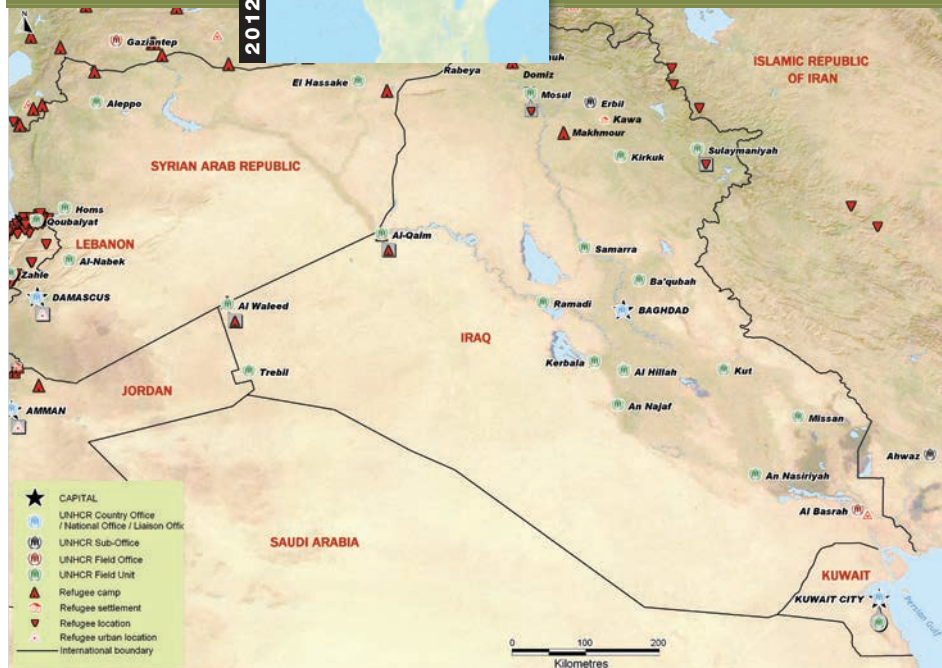 2012
N
Gaziantep
ISLAMIC REPUBLIC
OF IRAN
Rabeya
Domiz
El Hassake
Mosul
Erbil
Aleppo
Kawa
Makhmour
Kirkuk
Sulaymaniyah
SYRIAN ARAB REPUBLIC
Homs
Qoubaiyat
LEBANON
Al-Qaim
Samarra
Al-Nabek
Zahle
Ba'qubah
DAMASCUS
Al Waleed
Ramadi
BAGHDAD
IRAQ
Kerbala
Trebil
Al Hillah
Kut
JORDAN
AMMAN
An Najaf
Missan
Ahwaz
An Nasiriyah
Al Basrah
SAUDI ARABIA
KUWAIT
KUWAIT CITY
Persian Gulf
CAPITAL
UNHCR Country Office
/ National Office / Liaison Offic
UNHCR Sub-Office
UNHCR Field Office
UNHCR Field Unit
Refugee camp
Refugee settlement
Refugee location
Refugee urban location
International boundary
0 100 200
Kilometres